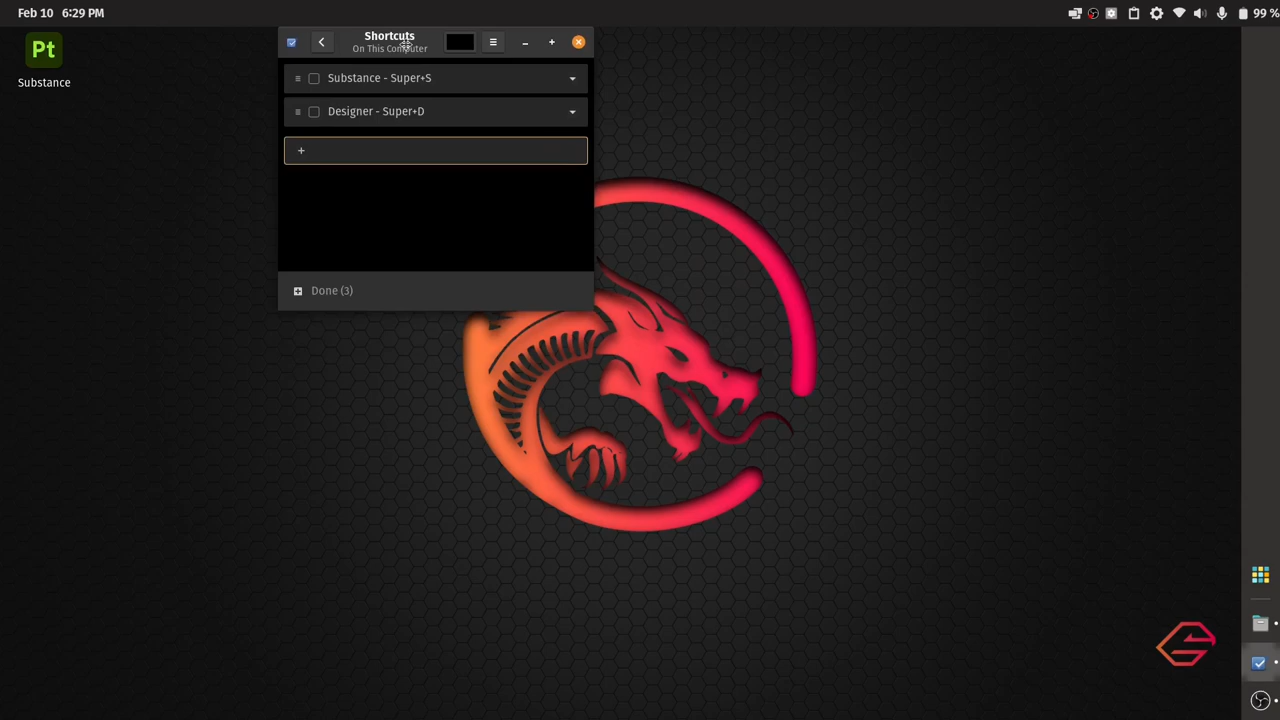 Feb 10 6:29 PM
99 %
Pt
Substance
Shortcuts
On This Computer
Substance - Super+S
Designer - Super+D
Done (3)